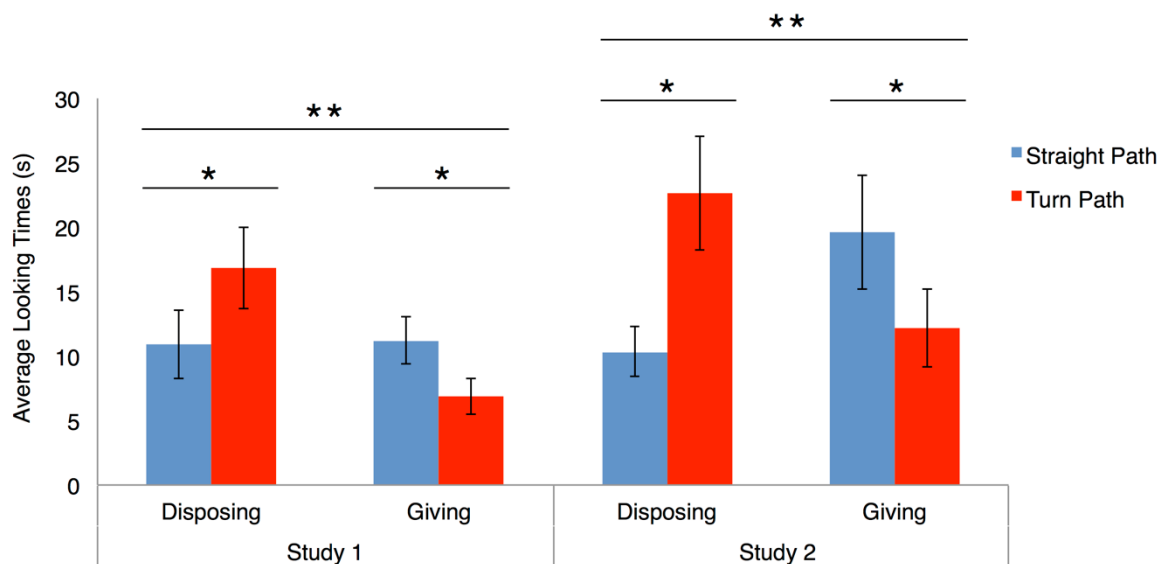 **
**
*
*
30
25
20
15
10
5
0
*
*
Average Looking Times (s)
Straight Path
Turn Path
Disposing Giving Disposing Giving
Study 1 Study 2